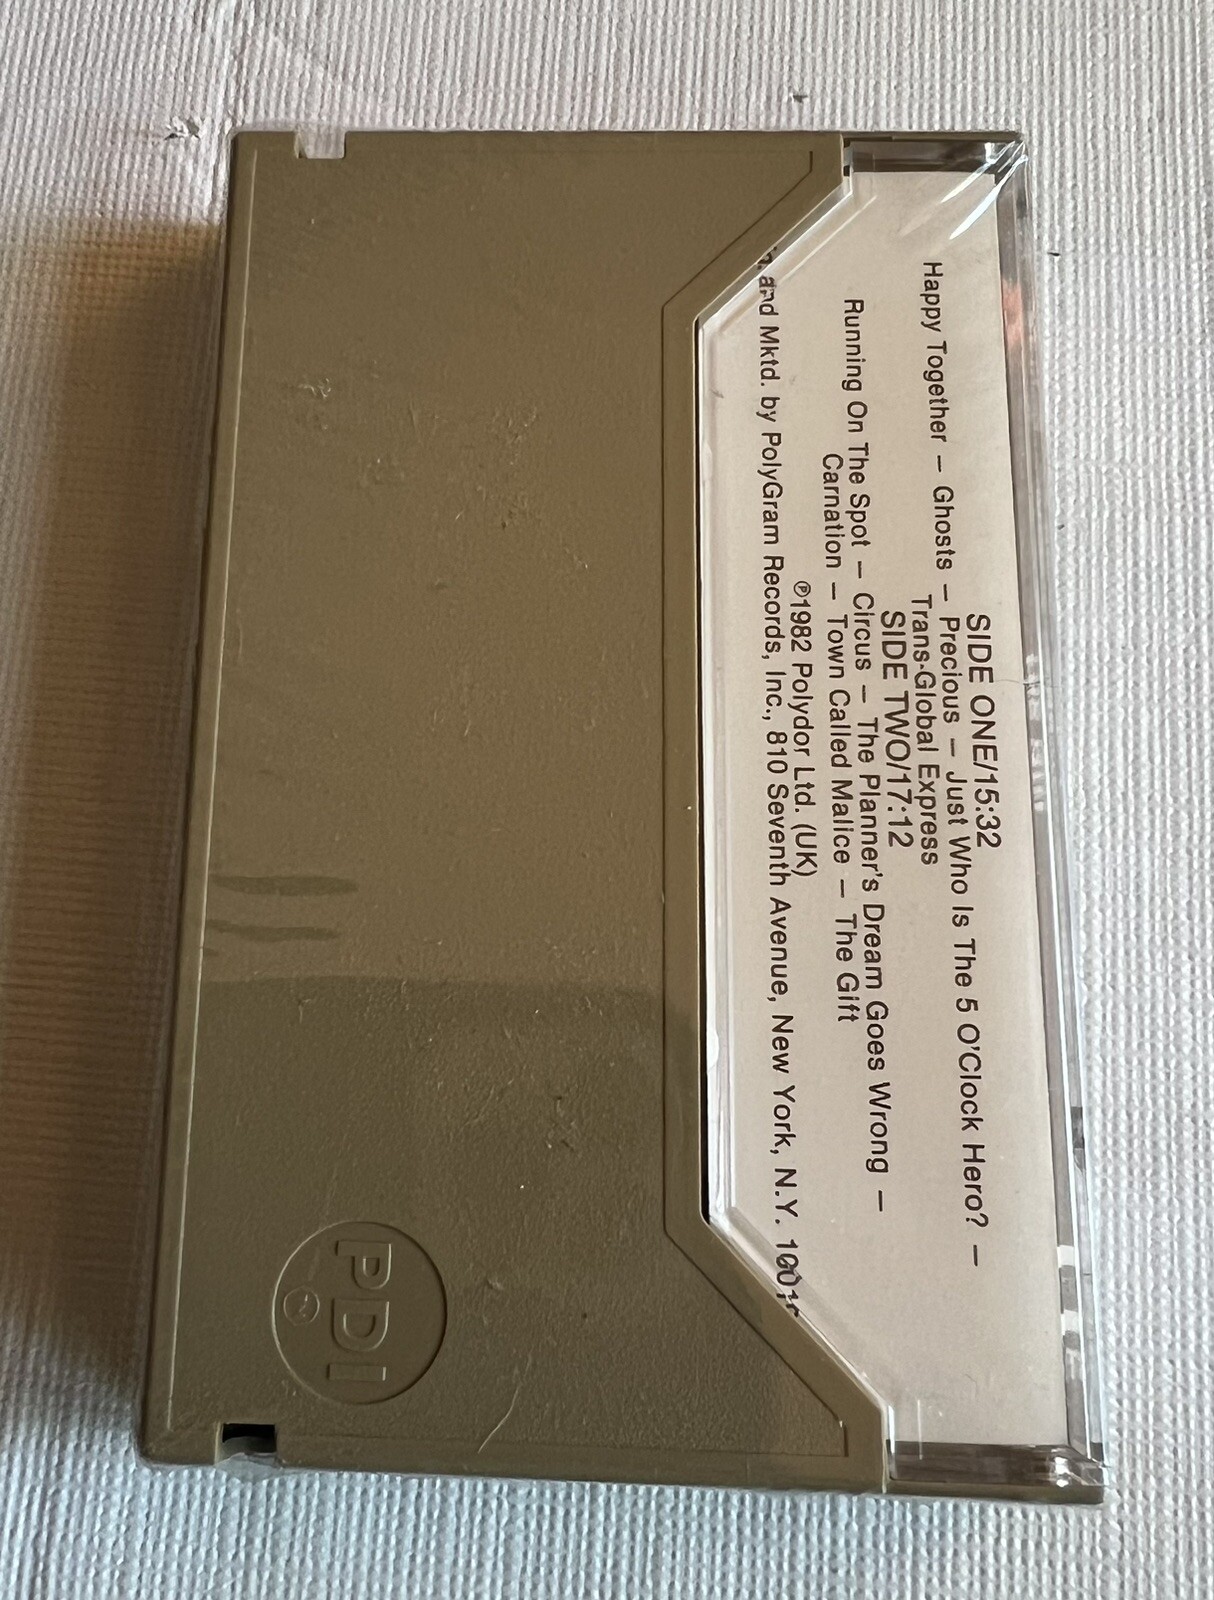 SIDE ONE/15:32
Happy Together – Ghosts – Precious – Just Who Is The 5 O'Clock Hero? –
Trans-Global Express
SIDE TWO/17:12
Running On The Spot – Circus – The Planner's Dream Goes Wrong –
Carnation – Town Called Malice – The Gift
℗1982 Polydor Ltd. (UK)
and Mktd. by PolyGram Records, Inc., 810 Seventh Avenue, New York, N.Y.
PDI